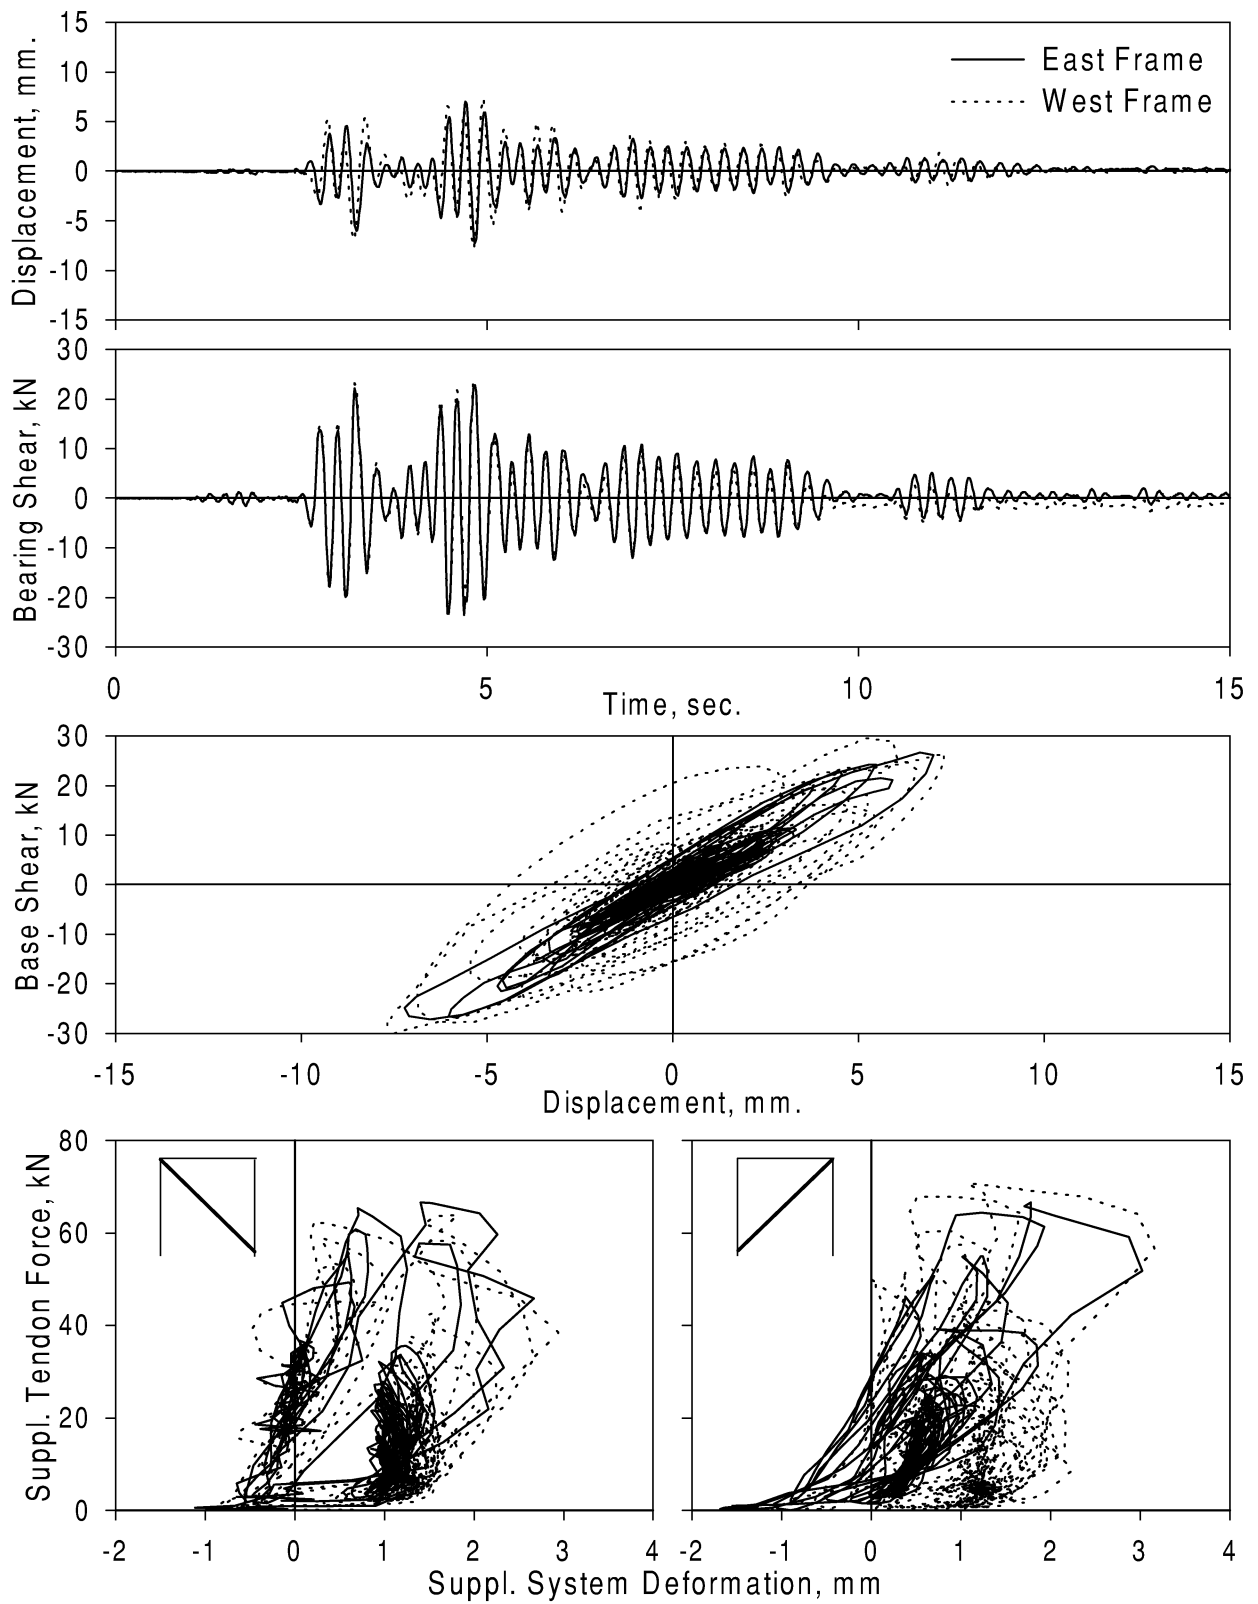 Displacement, mm.
15
10
5
0
-5
-10
-15
East Frame
West Frame
Bearing Shear, kN
30
20
10
0
-10
-20
-30
0 5 10 15
Time, sec.
Base Shear, kN
30
20
10
0
-10
-20
-30
-15 -10 -5 0 5 10 15
Displacement, mm.
Suppl. Tendon Force, kN
80
60
40
20
0
-2 -1 0 1 2 3 4 -2 -1 0 1 2 3 4
Suppl. System Deformation, mm